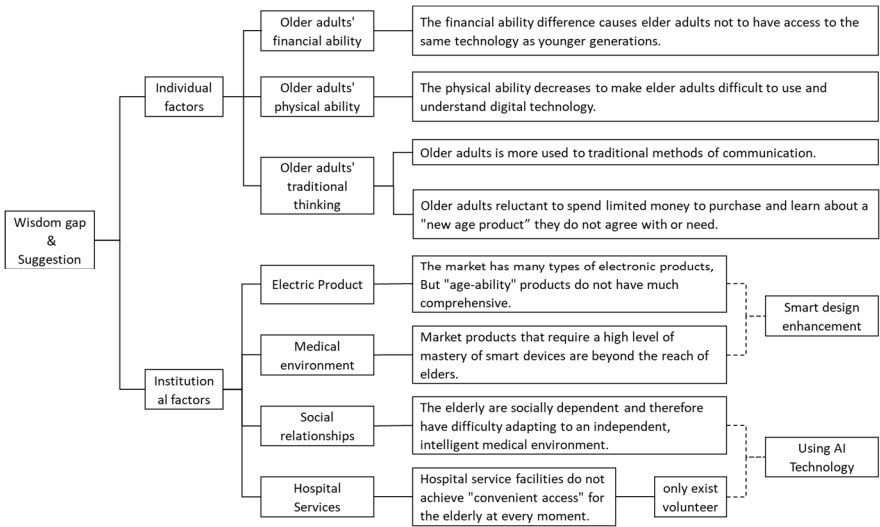 Wisdom gap
&
Suggestion
Individual
factors
Older adults'
financial ability
The financial ability difference causes elder adults not to have access to the
same technology as younger generations.
Older adults'
physical ability
The physical ability decreases to make elder adults difficult to use and
understand digital technology.
Older adults'
traditional
thinking
Older adults is more used to traditional methods of communication.
Older adults reluctant to spend limited money to purchase and learn about a
"new age product” they do not agree with or need.
Institution
al factors
Electric Product
The market has many types of electronic products,
But "age-ability" products do not have much
comprehensive.
Medical
environment
Market products that require a high level of
mastery of smart devices are beyond the reach of
elders.
Smart design
enhancement
Social
relationships
The elderly are socially dependent and therefore
have difficulty adapting to an independent,
intelligent medical environment.
Hospital
Services
Hospital service facilities do not
achieve "convenient access" for
the elderly at every moment.
only exist
volunteer
Using AI
Technology